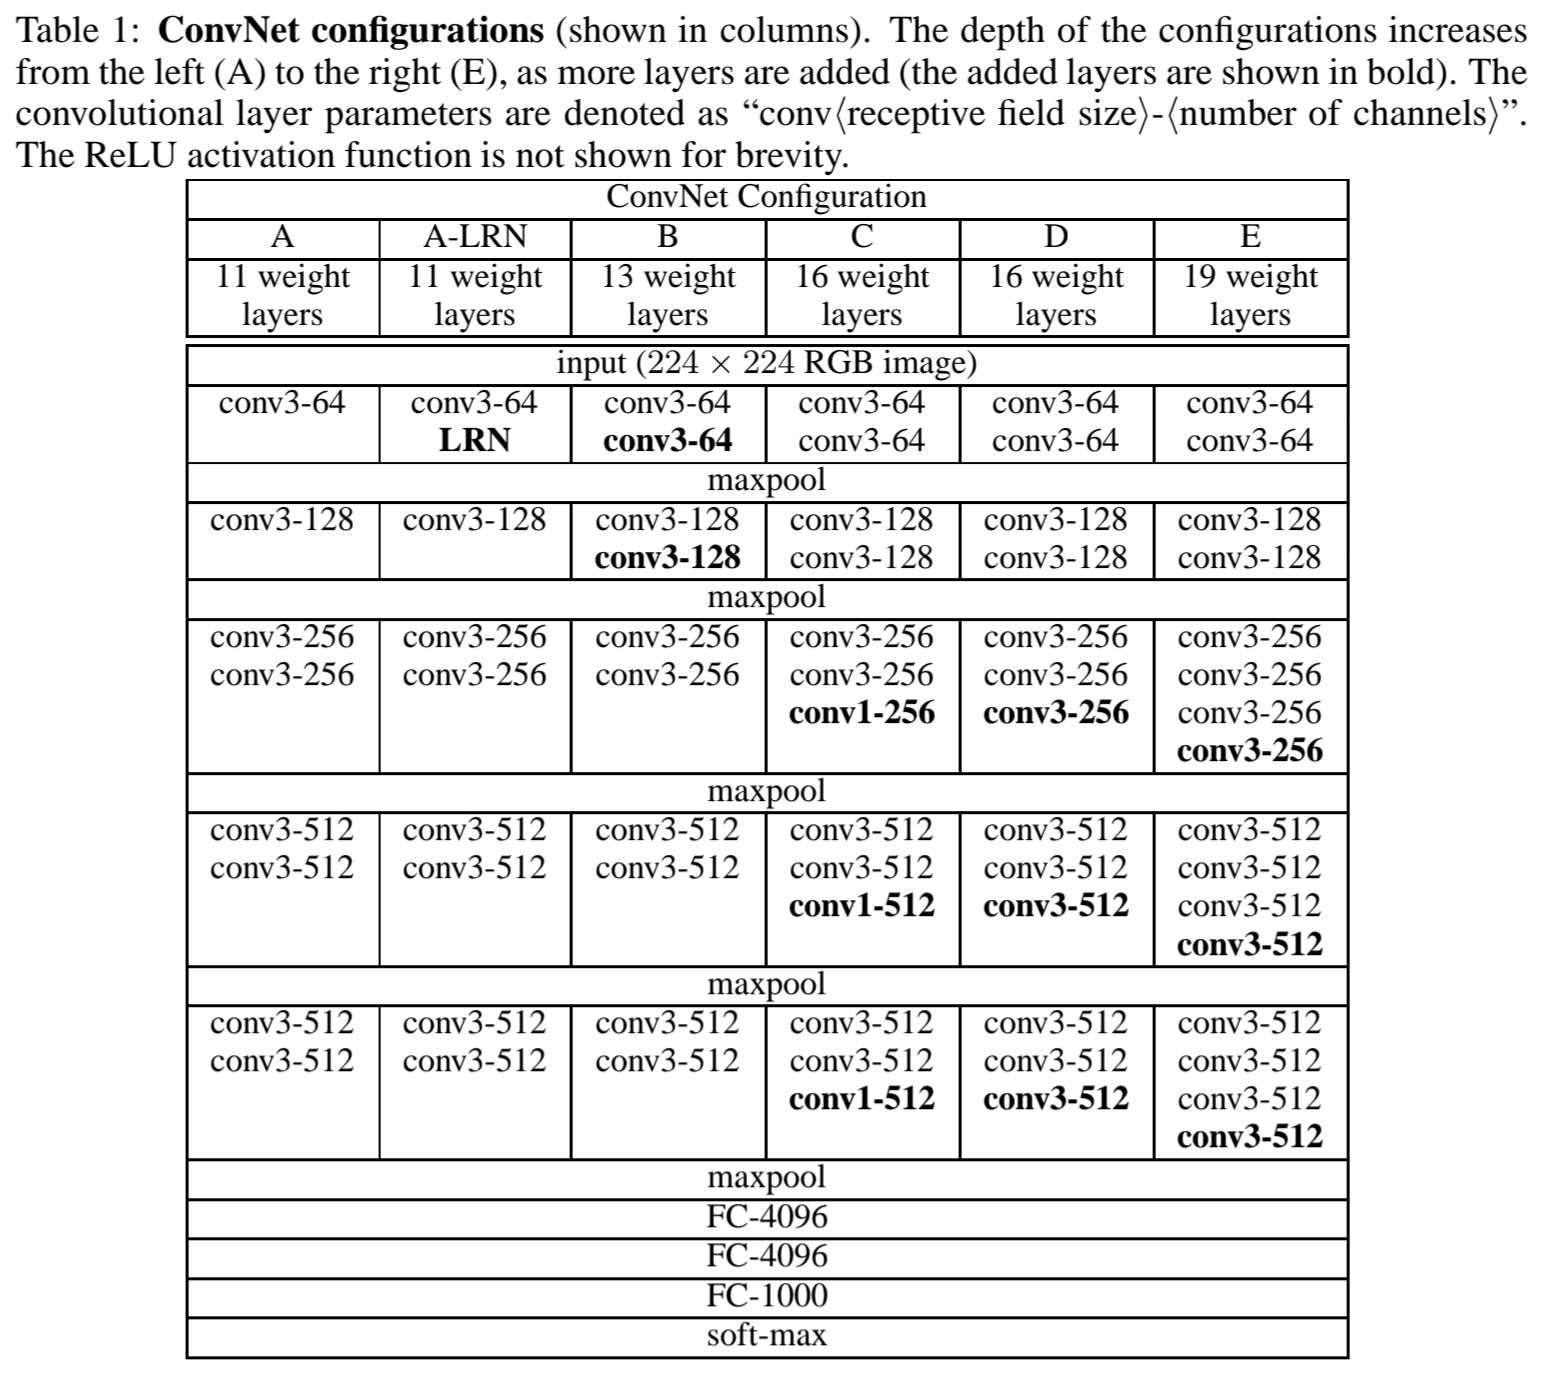 Table 1: ConvNet configurations (shown in columns). The depth of the configurations increases
from the left (A) to the right (E), as more layers are added (the added layers are shown in bold). The
convolutional layer parameters are denoted as “conv⟨receptive field size⟩-⟨number of channels⟩”.
The ReLU activation function is not shown for brevity.
ConvNet Configuration
A A-LRN B C D E
11 weight 11 weight 13 weight 16 weight 16 weight 19 weight
layers layers layers layers layers layers
input (224 × 224 RGB image)
conv3-64 conv3-64 conv3-64 conv3-64 conv3-64 conv3-64
LRN conv3-64 conv3-64 conv3-64 conv3-64
maxpool
conv3-128 conv3-128 conv3-128 conv3-128 conv3-128 conv3-128
conv3-128 conv3-128 conv3-128 conv3-128
maxpool
conv3-256 conv3-256 conv3-256 conv3-256 conv3-256 conv3-256
conv3-256 conv3-256 conv3-256 conv3-256 conv3-256 conv3-256
conv1-256 conv3-256 conv3-256
conv3-256
maxpool
conv3-512 conv3-512 conv3-512 conv3-512 conv3-512 conv3-512
conv3-512 conv3-512 conv3-512 conv3-512 conv3-512 conv3-512
conv1-512 conv3-512 conv3-512
conv3-512
maxpool
conv3-512 conv3-512 conv3-512 conv3-512 conv3-512 conv3-512
conv3-512 conv3-512 conv3-512 conv3-512 conv3-512 conv3-512
conv1-512 conv3-512 conv3-512
conv3-512
maxpool
FC-4096
FC-4096
FC-1000
soft-max